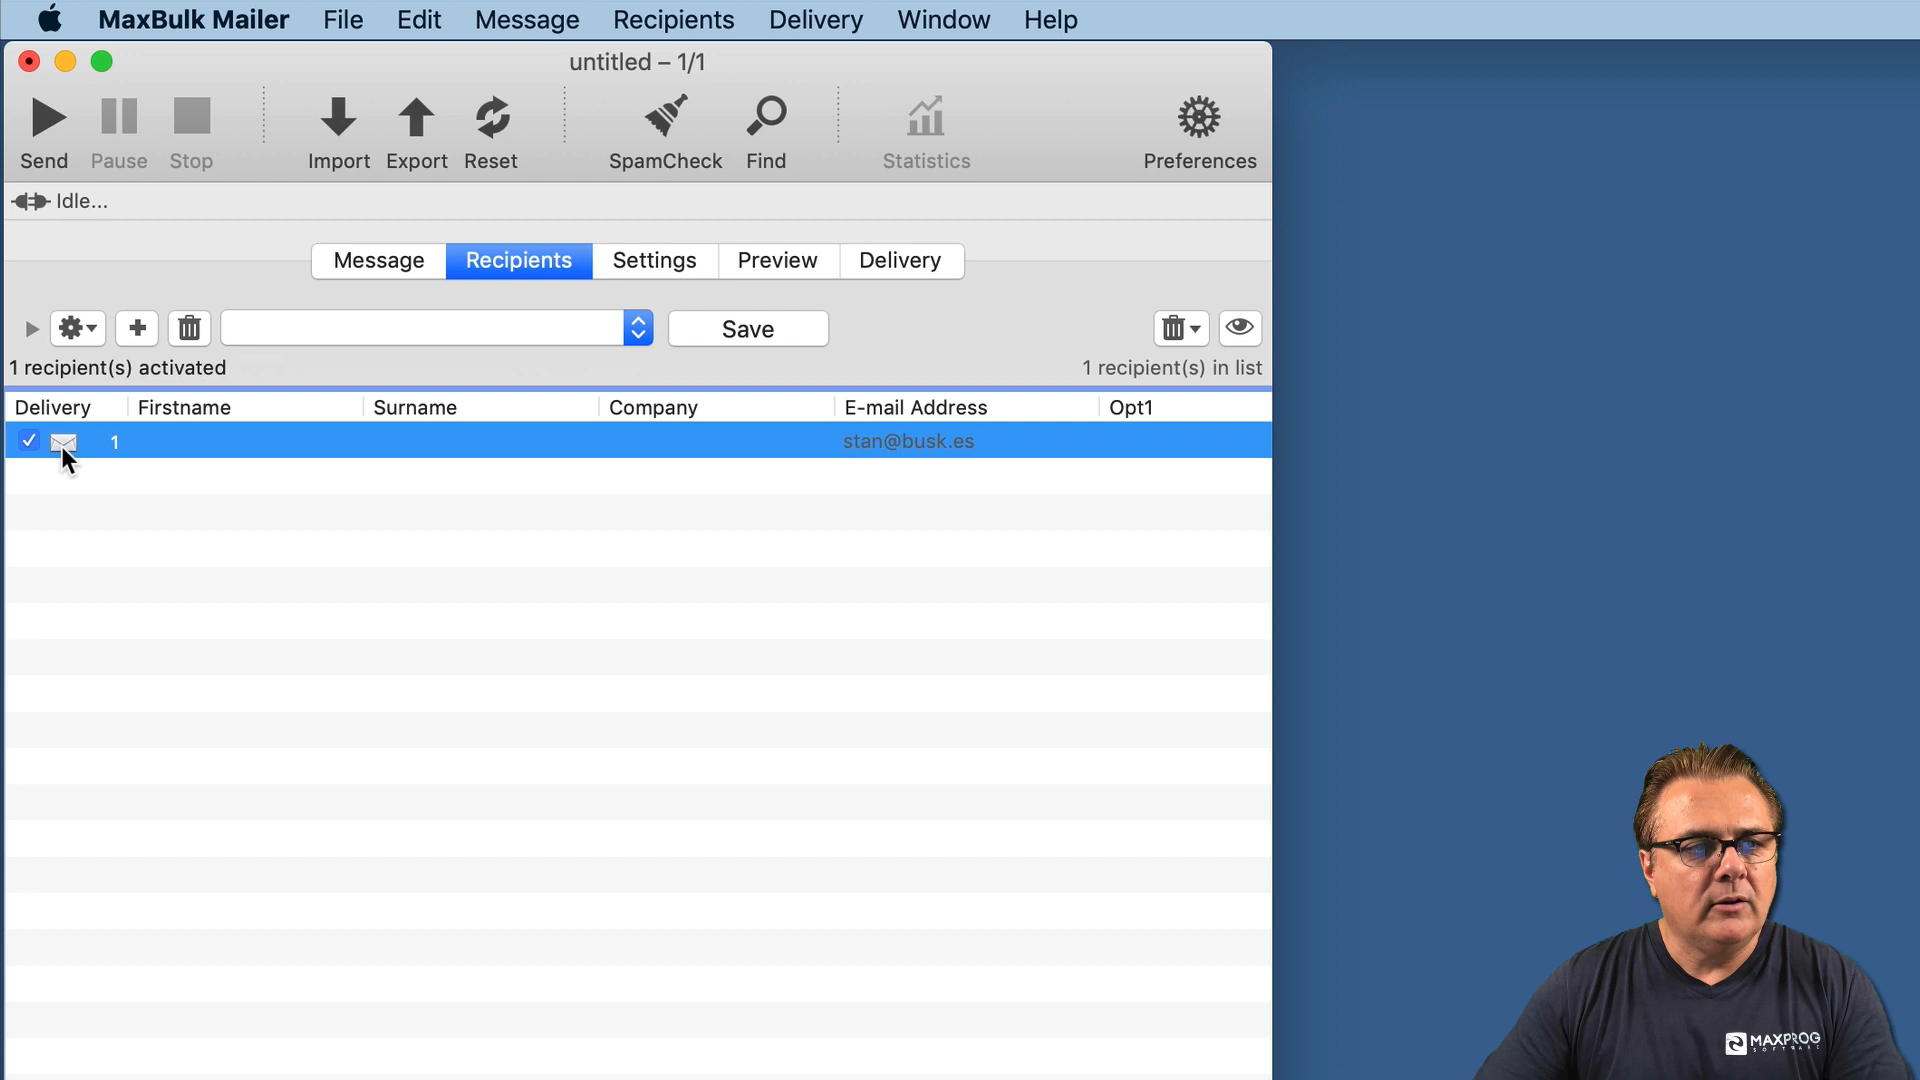 MaxBulk Mailer File Edit Message Recipients Delivery Window Help
untitled – 1/1
Send Pause Stop Import Export Reset SpamCheck Find Statistics Preferences
Idle...
Message Recipients Settings Preview Delivery
Save
1 recipient(s) activated 1 recipient(s) in list
Delivery Firstname Surname Company E-mail Address Opt1
1 stan@busk.es
MAXPROG
SOFTWARE